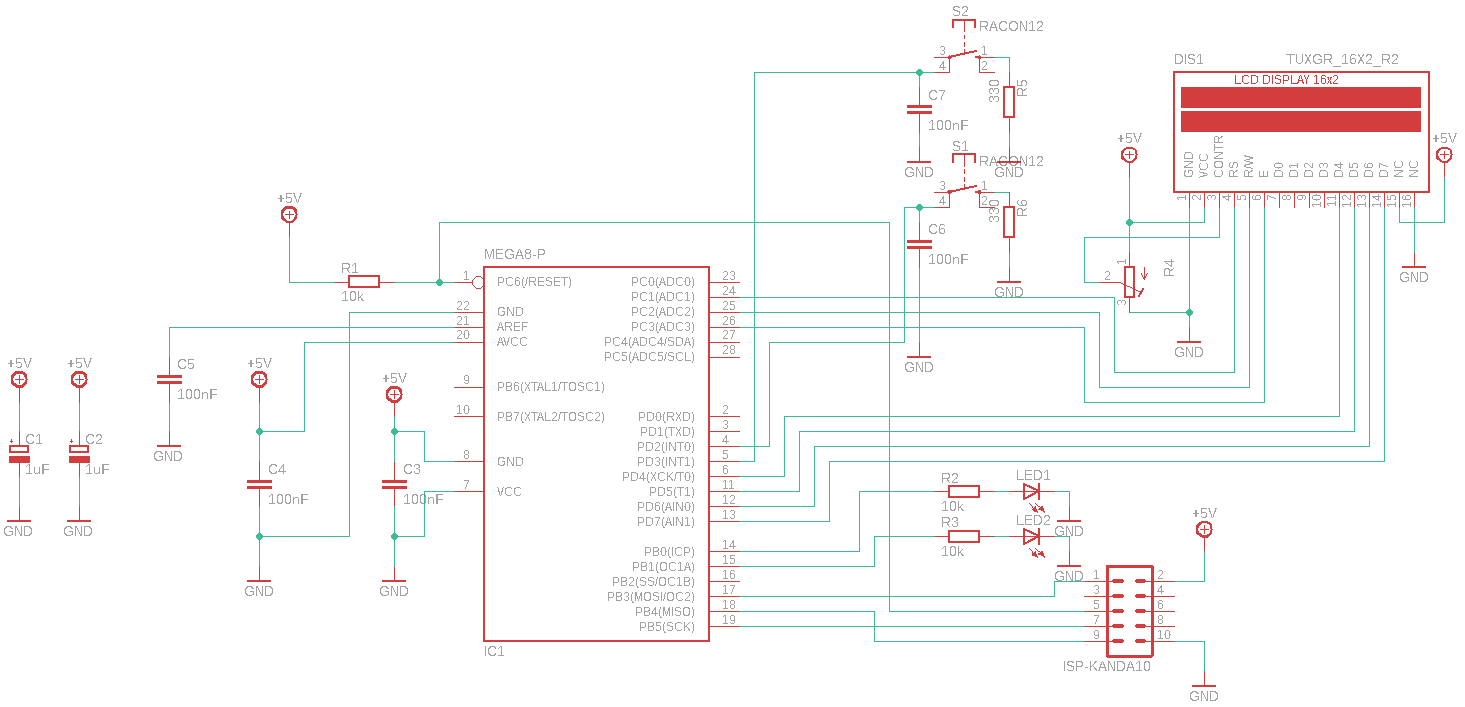 S2
RACON12
3 1
4 2
C7
100nF
330
R5
GND
GND
S1
RACON12
3 1
4 2
C6
100nF
330
R6
GND
GND
DIS1
TUXGR_16X2_R2
LCD DISPLAY 16x2
GND
VCC
CONTR
RS
R/W
E
D0
D1
D2
D3
D4
D5
D6
D7
NC
NC
1 2 3 4 5 6 7 8 9 10 11 12 13 14 15 16
+5V
+5V
1
2
3
R4
GND
GND
+5V
R1
10k
MEGA8-P
1 PC6(/RESET)
22 GND
21 AREF
20 AVCC
9 PB6(XTAL1/TOSC1)
10 PB7(XTAL2/TOSC2)
8 GND
7 VCC
PC0(ADC0) 23
PC1(ADC1) 24
PC2(ADC2) 25
PC3(ADC3) 26
PC4(ADC4/SDA) 27
PC5(ADC5/SCL) 28
PD0(RXD) 2
PD1(TXD) 3
PD2(INT0) 4
PD3(INT1) 5
PD4(XCK/T0) 6
PD5(T1) 11
PD6(AIN0) 12
PD7(AIN1) 13
PB0(ICP) 14
PB1(OC1A) 15
PB2(SS/OC1B) 16
PB3(MOSI/OC2) 17
PB4(MISO) 18
PB5(SCK) 19
IC1
+5V
C1
1uF
GND
+5V
C2
1uF
GND
C5
100nF
GND
+5V
C4
100nF
GND
+5V
C3
100nF
GND
R2
10k
LED1
GND
R3
10k
LED2
GND
+5V
1 2
3 4
5 6
7 8
9 10
ISP-KANDA10
GND